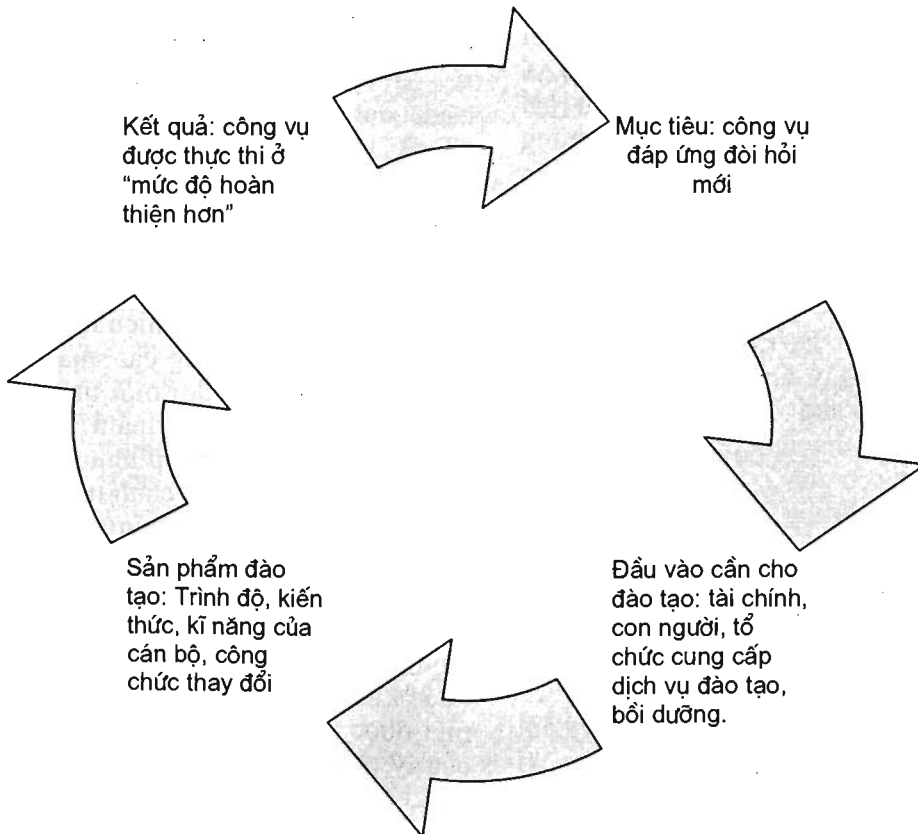 Kết quả: công vụ
được thực thi ở
“mức độ hoàn
thiện hơn”
Mục tiêu: công vụ
đáp ứng đòi hỏi
mới
Đầu vào cần cho
đào tạo: tài chính,
con người, tổ
chức cung cấp
dịch vụ đào tạo,
bồi dưỡng.
Sản phẩm đào
tạo: Trình độ, kiến
thức, kĩ năng của
cán bộ, công
chức thay đổi